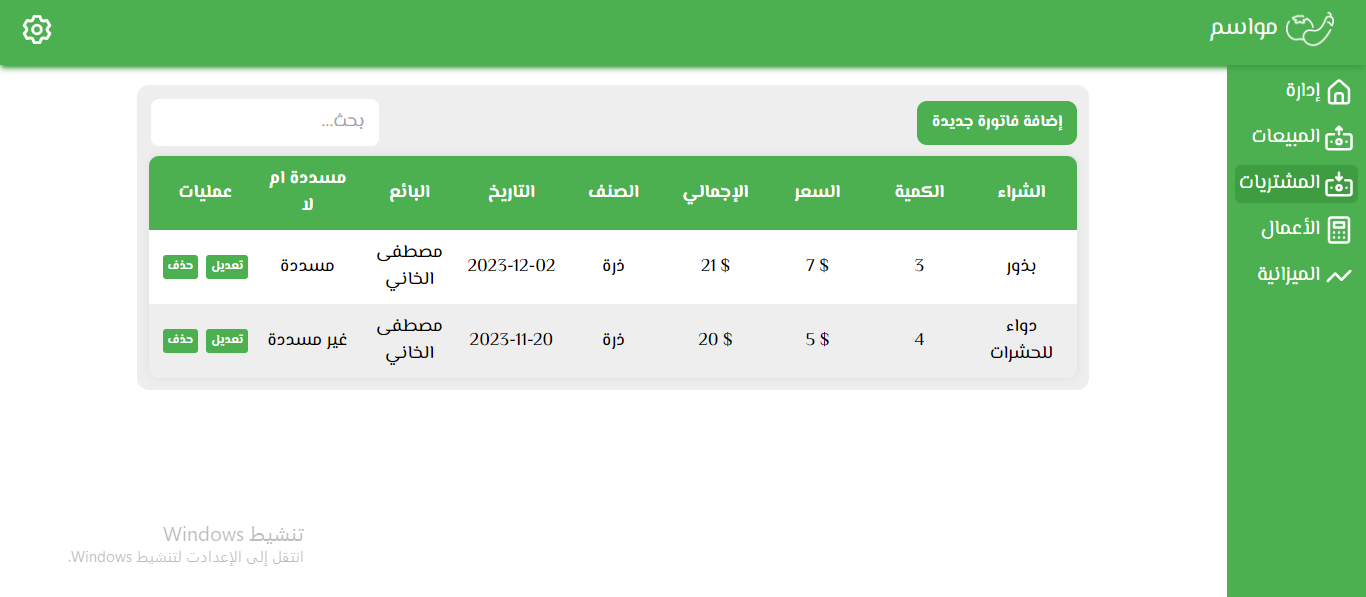 مواسم
إدارة
المبيعات
المشتريات
الأعمال
الميزانية
إضافة فاتورة جديدة
بحث...
الشراء الكمية السعر الإجمالي الصنف التاريخ البائع مسددة ام لا عمليات
بذور 3 7 $ 21 $ ذرة 2023-12-02 مصطفى الخاني مسددة تعديل حذف
دواء للحشرات 4 5 $ 20 $ ذرة 2023-11-20 مصطفى الخاني غير مسددة تعديل حذف
تنشيط Windows
انتقل إلى الإعدادت لتنشيط Windows.